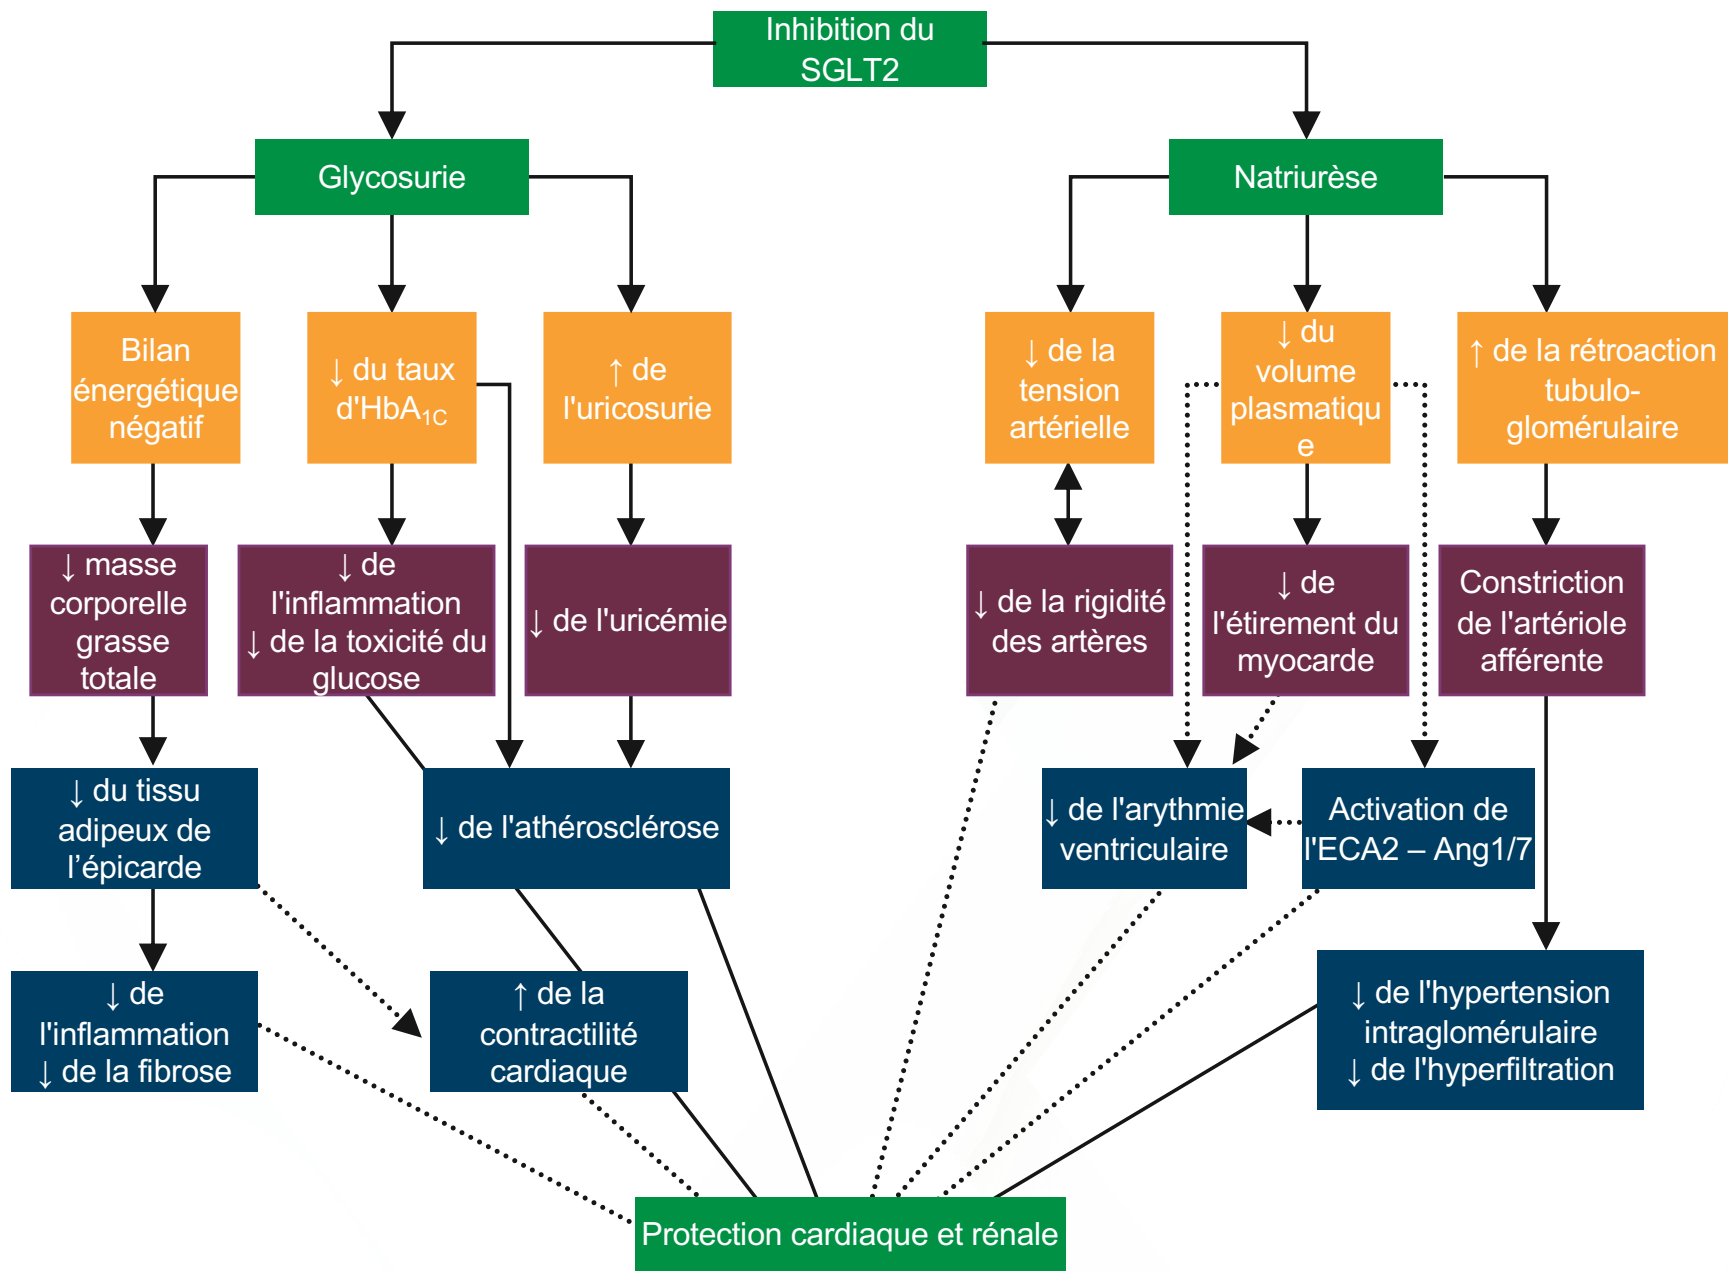 Inhibition du
SGLT2
Glycosurie
Natriurèse
Bilan
énergétique
négatif
↓ du taux
d'HbA1C
↑ de
l'uricosurie
↓ de la
tension
artérielle
↓ du
volume
plasmatiqu
e
↑ de la rétroaction
tubulo-
glomérulaire
↓ masse
corporelle
grasse
totale
↓ de
l'inflammation
↓ de la toxicité du
glucose
↓ de l'uricémie
↓ de la rigidité
des artères
↓ de
l'étirement du
myocarde
Constriction
de l'artériole
afférente
↓ du tissu
adipeux de
l’épicarde
↓ de l'athérosclérose
↓ de l'arythmie
ventriculaire
Activation de
l'ECA2 – Ang1/7
↓ de
l'inflammation
↓ de la fibrose
↑ de la
contractilité
cardiaque
↓ de l'hypertension
intraglomérulaire
↓ de l'hyperfiltration
Protection cardiaque et rénale